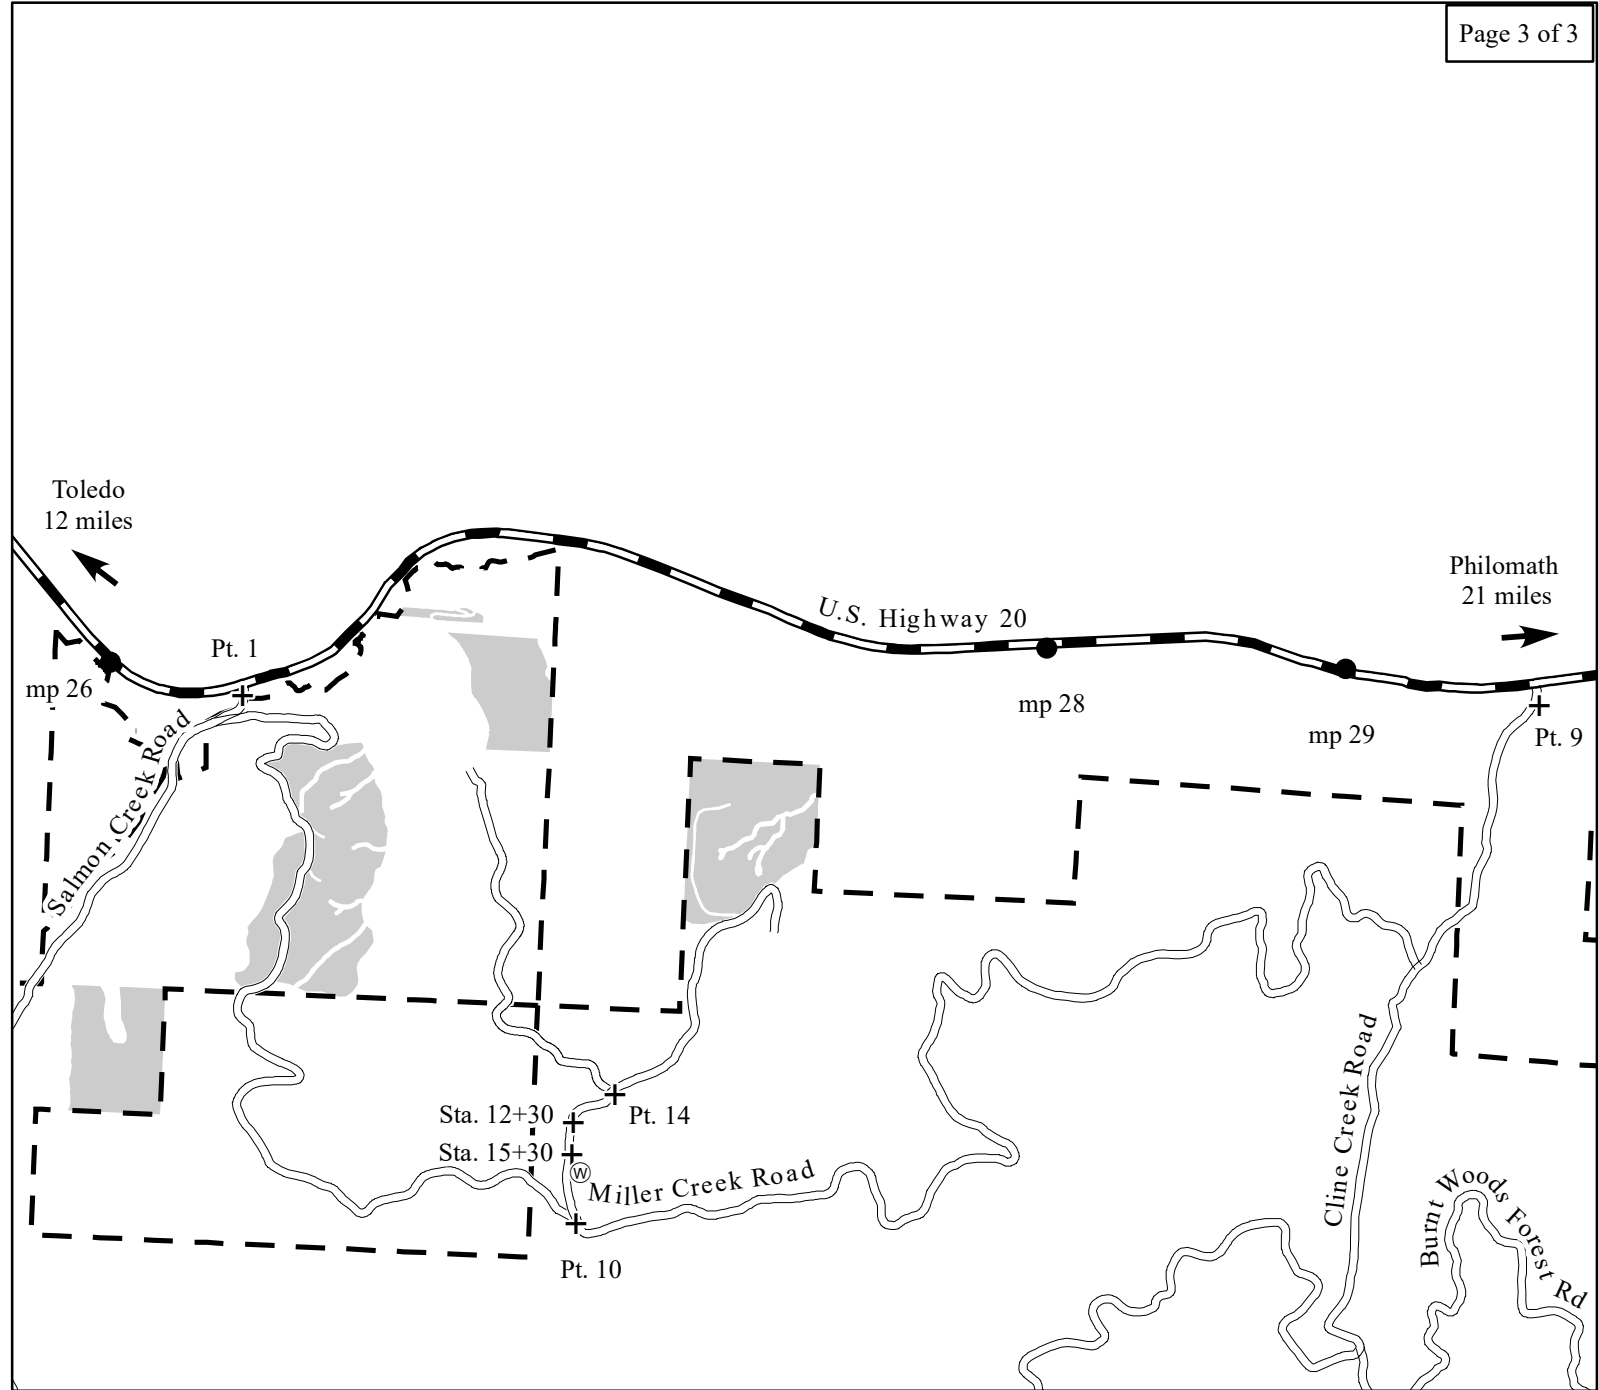 Page 3 of 3
Toledo
12 miles
Philomath
21 miles
U.S. Highway 20
Pt. 1
mp 26
mp 28
mp 29
Pt. 9
Salmon Creek Road
Cline Creek Road
Sta. 12+30
Pt. 14
Sta. 15+30
W
Miller Creek Road
Burnt Woods Forest Rd
Pt. 10